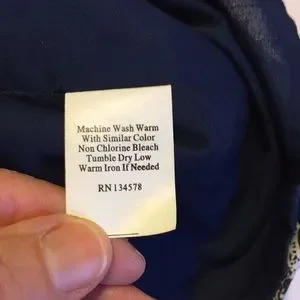 Machine Wash Warm
With Similar Color
Non Chlorine Bleach
Tumble Dry Low
Warm Iron If Needed
RN 134578